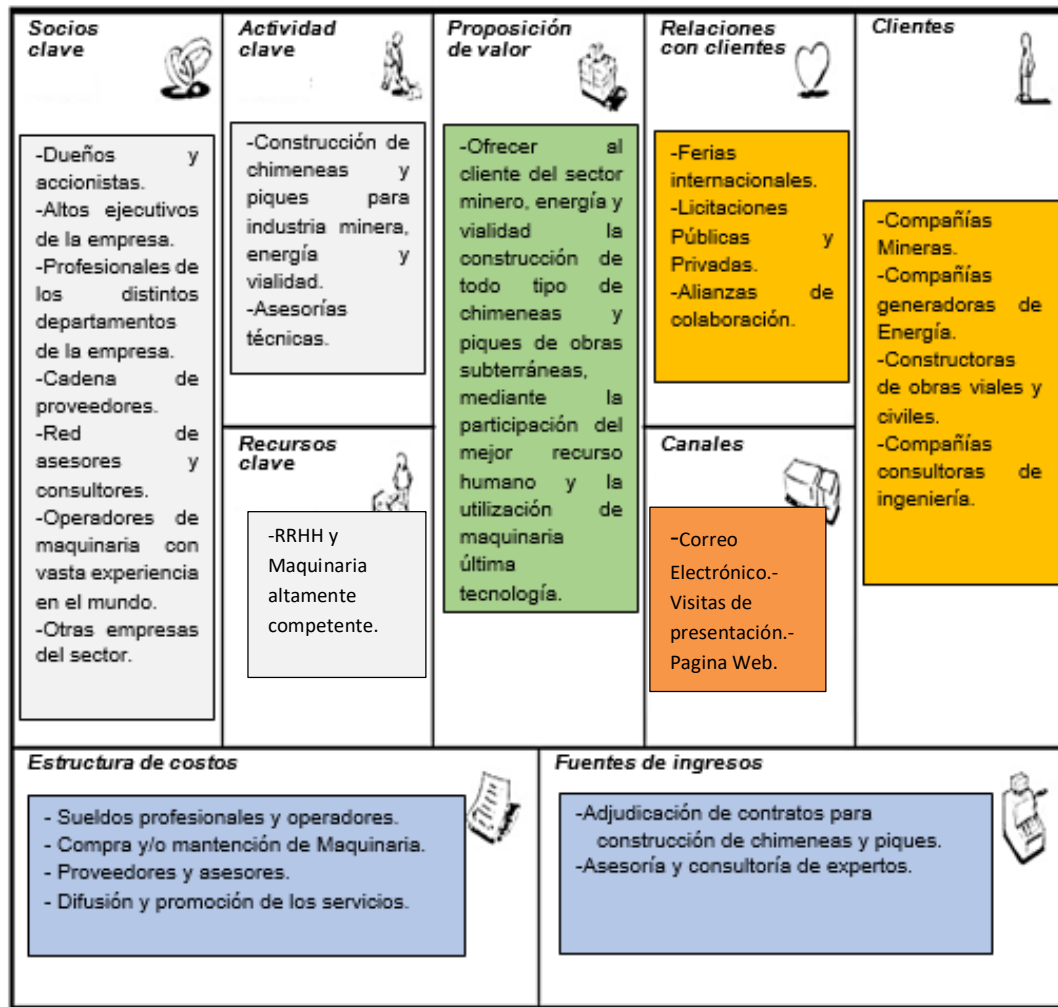 Socios
clave
-Dueños y
accionistas.
-Altos ejecutivos
de la empresa.
-Profesionales de
los distintos
departamentos
de la empresa.
-Cadena de
proveedores.
-Red de
asesores y
consultores.
-Operadores de
maquinaria con
vasta experiencia
en el mundo.
-Otras empresas
del sector.
Actividad
clave
-Construcción de
chimeneas y
piques para
industria minera,
energía y
vialidad.
-Asesorías
técnicas.
Recursos
clave
-RRHH y
Maquinaria
altamente
competente.
Proposición
de valor
-Ofrecer al
cliente del sector
minero, energía y
vialidad la
construcción de
todo tipo de
chimeneas y
piques de obras
subterráneas,
mediante la
participación del
mejor recurso
humano y la
utilización de
maquinaria
última
tecnología.
Relaciones
con clientes
-Ferias
internacionales.
-Licitaciones
Públicas y
Privadas.
-Alianzas de
colaboración.
Canales
-Correo
Electrónico.-
Visitas de
presentación.-
Pagina Web.
Clientes
-Compañías
Mineras.
-Compañías
generadoras de
Energía.
-Constructoras
de obras viales y
civiles.
-Compañías
consultoras de
ingeniería.
Estructura de costos
- Sueldos profesionales y operadores.
- Compra y/o mantención de Maquinaria.
- Proveedores y asesores.
- Difusión y promoción de los servicios.
Fuentes de ingresos
-Adjudicación de contratos para
construcción de chimeneas y piques.
-Asesoría y consultoría de expertos.